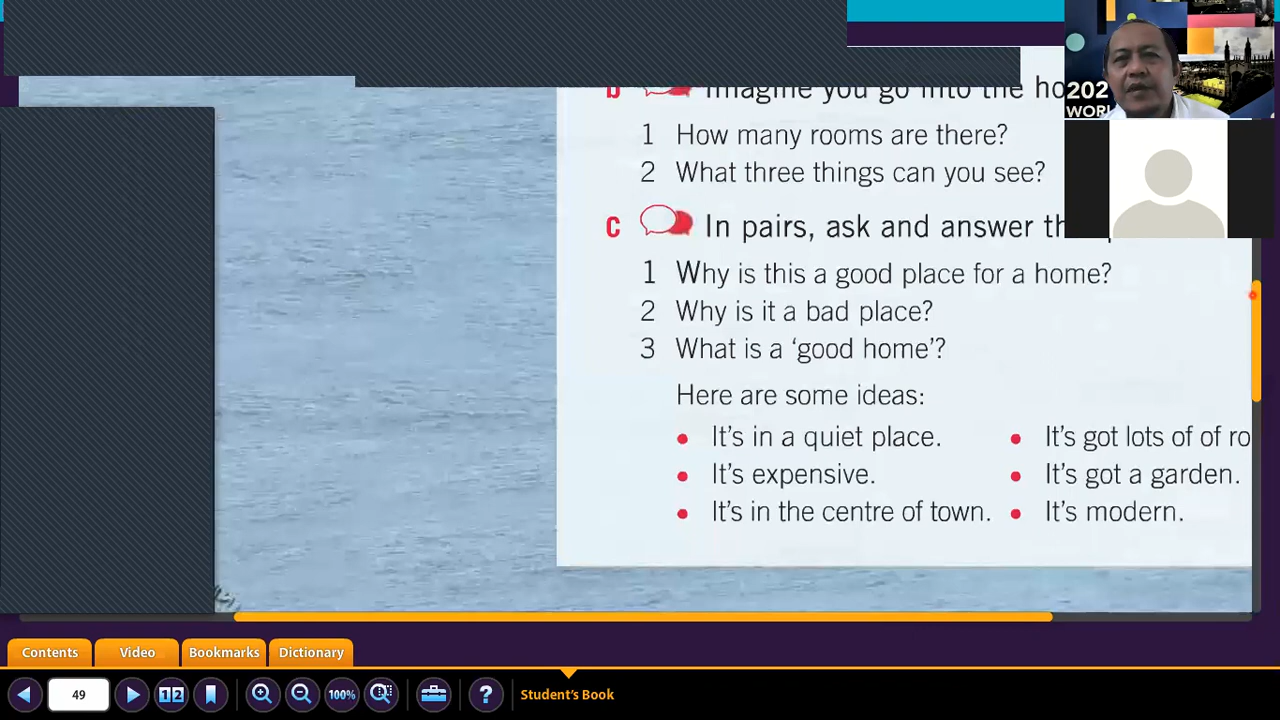 b Imagine you go into the
1 How many rooms are there?
2 What three things can you see?
c In pairs, ask and answer
1 Why is this a good place for a home?
2 Why is it a bad place?
3 What is a ‘good home’?
Here are some ideas:
• It’s in a quiet place. • It’s got lots of of
• It’s expensive. • It’s got a garden.
• It’s in the centre of town. • It’s modern.
202
WORL
Contents Video Bookmarks Dictionary
49 12 100% ? Student’s Book